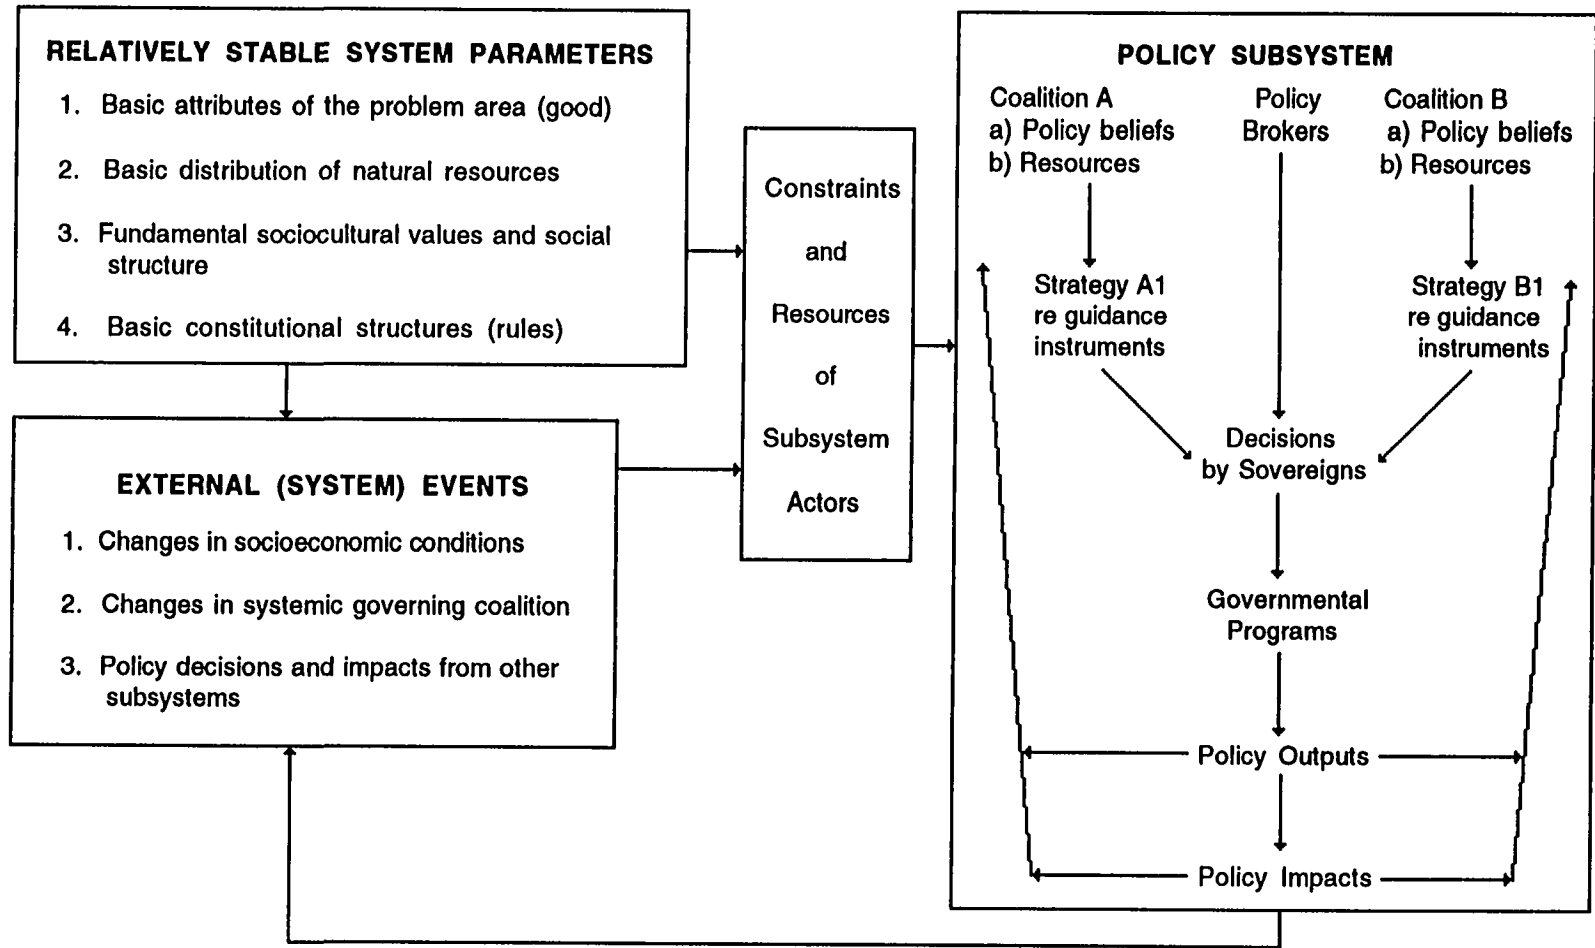 RELATIVELY STABLE SYSTEM PARAMETERS
1. Basic attributes of the problem area (good)
2. Basic distribution of natural resources
3. Fundamental sociocultural values and social
structure
4. Basic constitutional structures (rules)
EXTERNAL (SYSTEM) EVENTS
1. Changes in socioeconomic conditions
2. Changes in systemic governing coalition
3. Policy decisions and impacts from other
subsystems
Constraints
and
Resources
of
Subsystem
Actors
POLICY SUBSYSTEM
Coalition A
a) Policy beliefs
b) Resources
Policy
Brokers
Coalition B
a) Policy beliefs
b) Resources
Strategy A1
re guidance
instruments
Strategy B1
re guidance
instruments
Decisions
by Sovereigns
Governmental
Programs
Policy Outputs
Policy Impacts